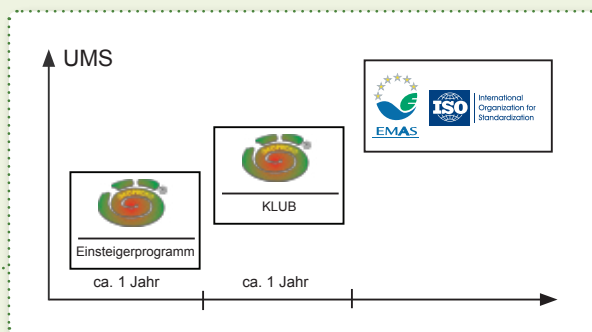 UMS
EMAS
ISO
International
Organization for
Standardization
KLUB
Einsteigerprogramm
ca. 1 Jahr
ca. 1 Jahr